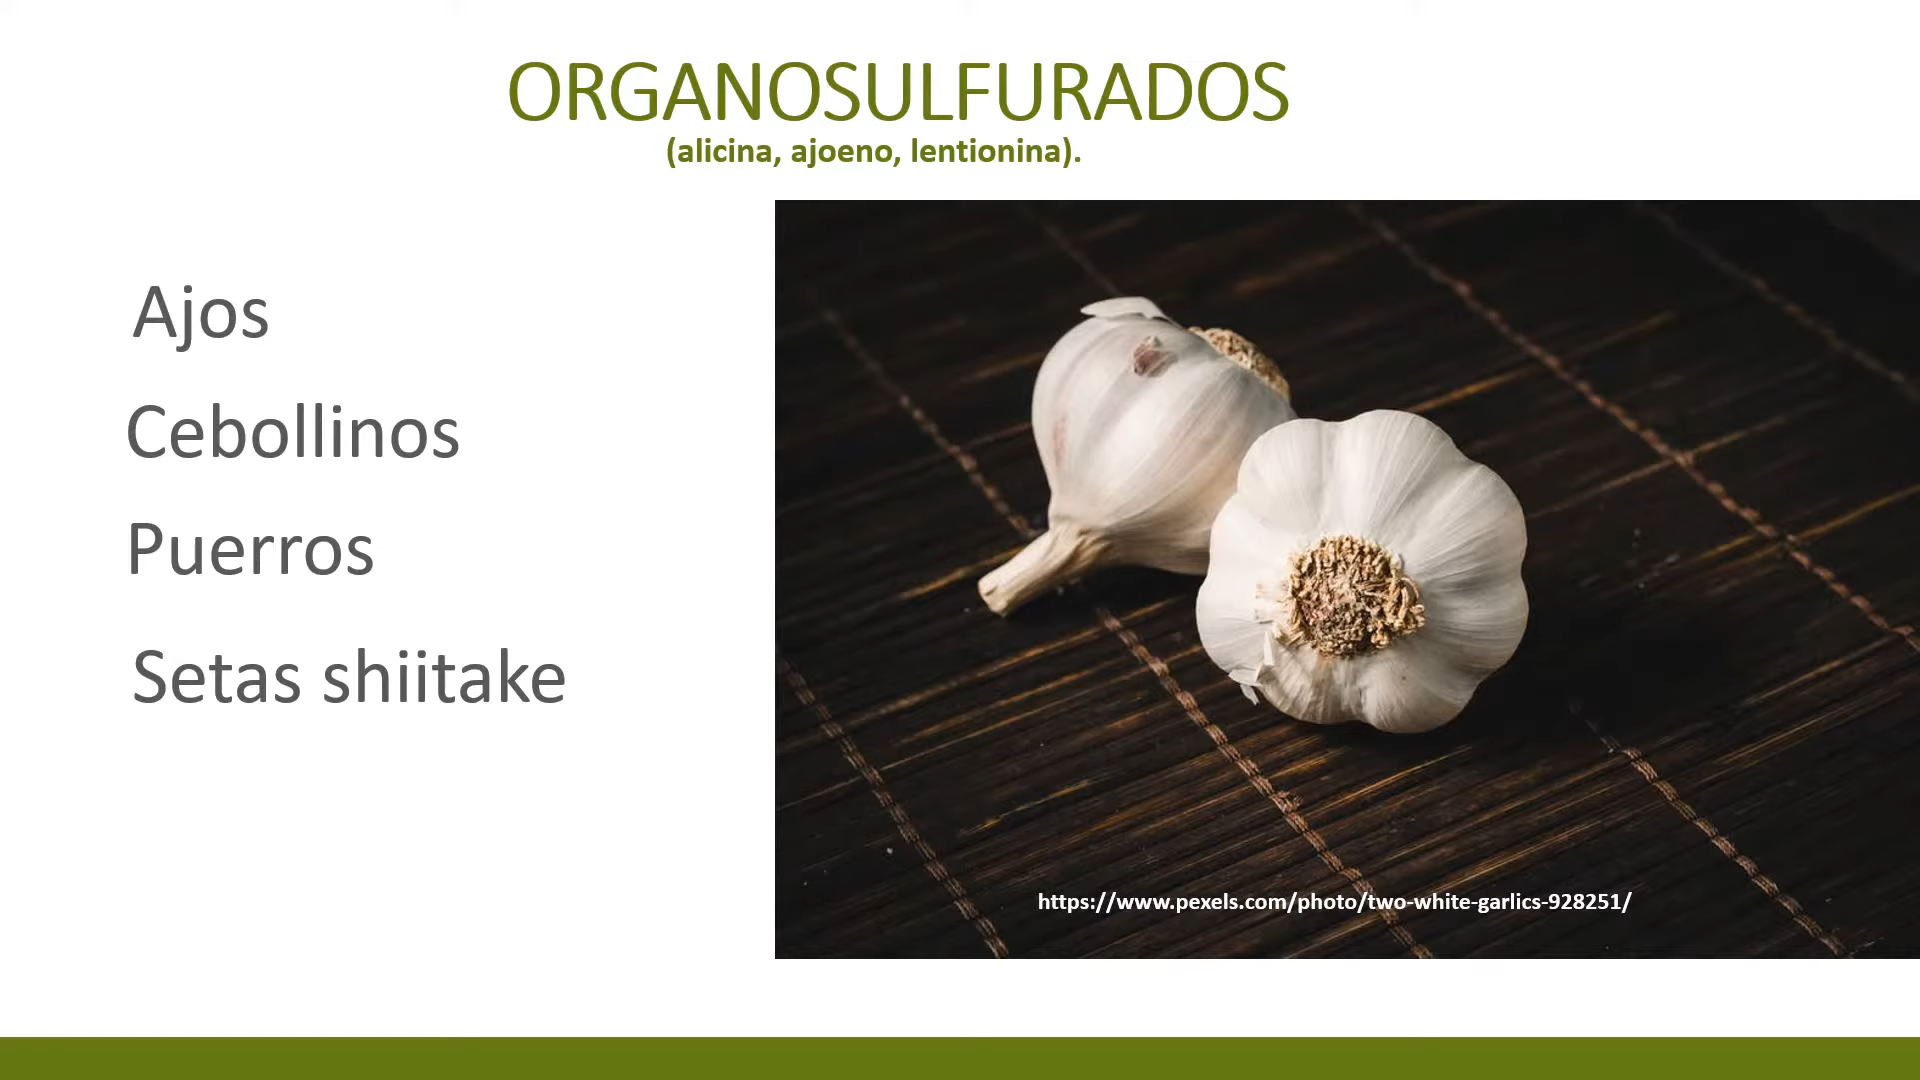 ORGANOSULFURADOS
(alicina, ajoeno, lentionina).
Ajos
Cebollinos
Puerros
Setas shiitake
https://www.pexels.com/photo/two-white-garlics-928251/